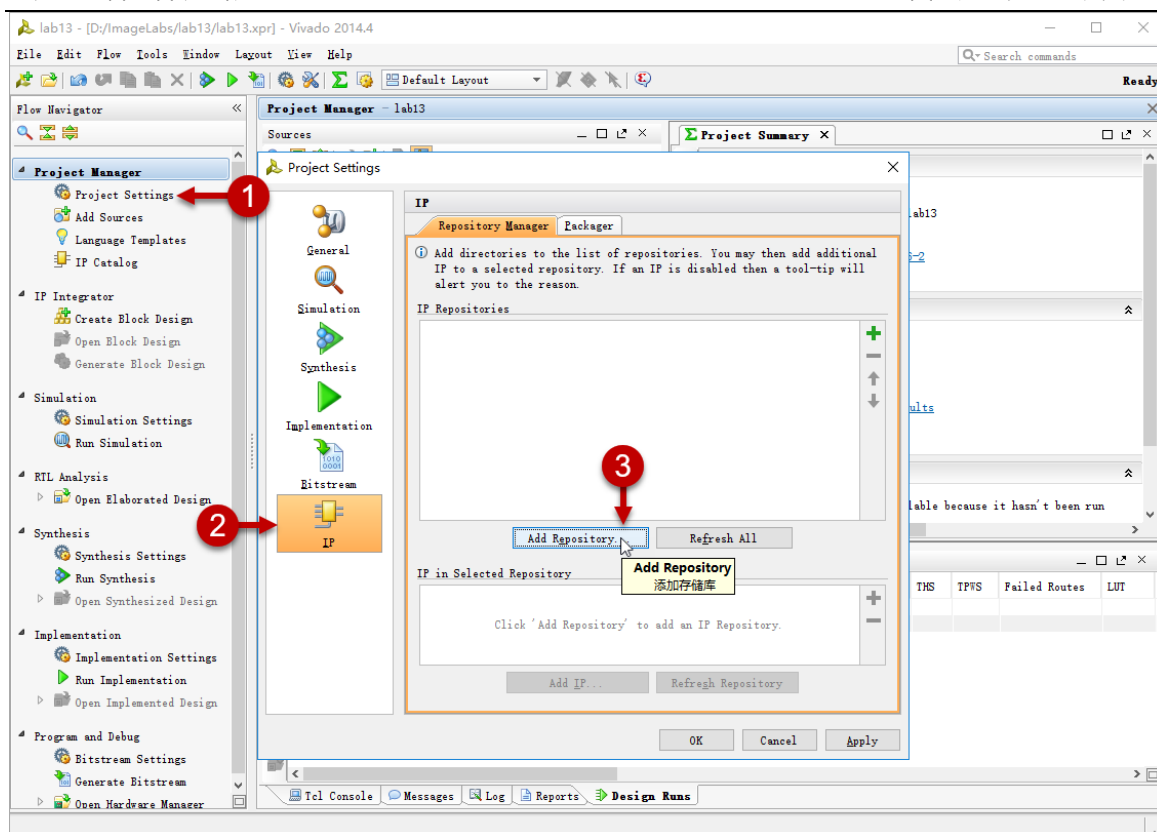 lab13 - [D:/ImageLabs/lab13/lab13.xpr] - Vivado 2014.4
File Edit Flow Tools Window Layout View Help
Search commands
Default Layout
Ready
Flow Navigator
Project Manager
Project Settings
Add Sources
Language Templates
IP Catalog
IP Integrator
Create Block Design
Open Block Design
Generate Block Design
Simulation
Simulation Settings
Run Simulation
RTL Analysis
Open Elaborated Design
Synthesis
Synthesis Settings
Run Synthesis
Open Synthesized Design
Implementation
Implementation Settings
Run Implementation
Open Implemented Design
Program and Debug
Bitstream Settings
Generate Bitstream
Open Hardware Manager
1
2
Project Manager - lab13
Sources
Project Summary
Project Settings
General
Simulation
Synthesis
Implementation
Bitstream
IP
IP
Repository Manager Packager
Add directories to the list of repositories. You may then add additional
IP to a selected repository. If an IP is disabled then a tool-tip will
alert you to the reason.
IP Repositories
3
Add Repository... Refresh All
Add Repository
添加存储库
IP in Selected Repository
Click 'Add Repository' to add an IP Repository.
Add IP... Refresh Repository
OK Cancel Apply
ab13
-2
ults
lable because it hasn't been run
THS TPWS Failed Routes LUT
Tcl Console Messages Log Reports Design Runs